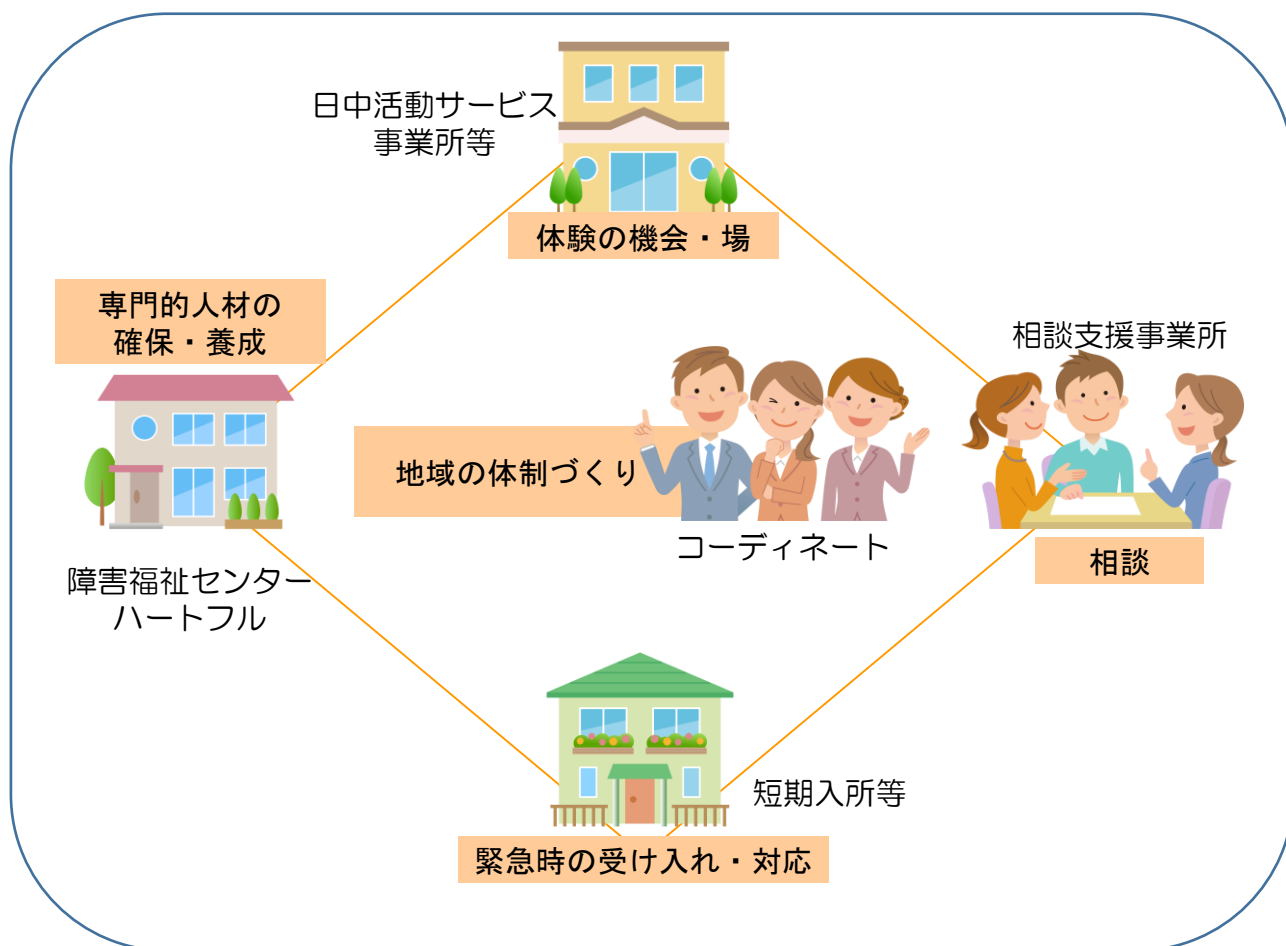 日中活動サービス
事業所等
体験の機会・場
専門的人材の
確保・養成
相談支援事業所
地域の体制づくり
コーディネート
相談
障害福祉センター
ハートフル
短期入所等
緊急時の受け入れ・対応